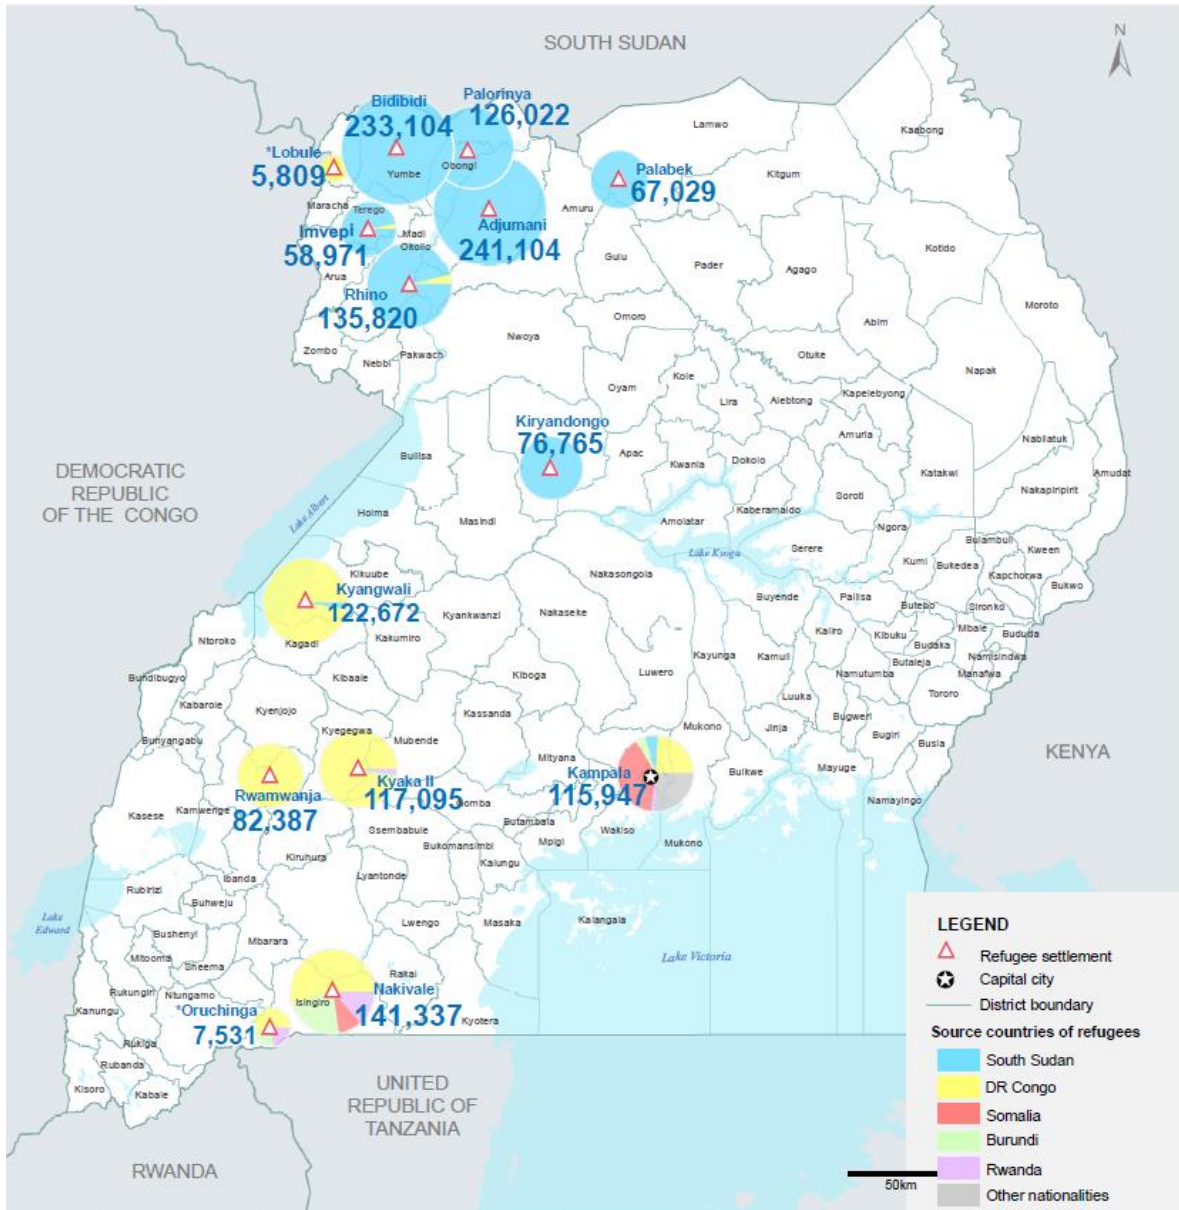 SOUTH SUDAN
N
Bidibidi
233,104
Palorinya
126,022
Lamwo
Kaabong
*Lobule
5,809
Yumbe
Obongi
Palabek
67,029
Kitgum
Maracha
Terego
Imvepi
58,971
Madi
Okollo
Adjumani
241,104
Amuru
Gulu
Pader
Agago
Kotido
Moroto
Arua
Rhino
135,820
Omoro
Abim
Zombo
Nebbi
Pakwach
Nwoya
Otuke
Napak
Oyam
Kole
Lira
Alebtong
Kapelebyong
Kiryandongo
76,765
Apac
Kwania
Dokolo
Amuria
Katakwi
Nabilatuk
Amudat
Nakapiripirit
DEMOCRATIC
REPUBLIC
OF THE CONGO
Buliisa
Lake Albert
Hoima
Masindi
Amolatar
Kaberamaido
Soroti
Ngora
Lake Kyoga
Serere
Kumi
Bukedea
Bulambuli
Kween
Kapchorwa
Bukwo
Kikuube
Kyangwali
122,672
Kagadi
Kakumiro
Kyankwanzi
Nakasongola
Nakaseke
Buyende
Pallisa
Butebo
Sironko
Mbale
Bududa
Ntoroko
Kaliro
Kibuku
Budaka
Namisindwa
Butaleja
Manafwa
Bundibugyo
Kibaale
Kiboga
Luwero
Kayunga
Kamuli
Namutumba
Tororo
Kabarole
Kyenjojo
Luuka
Bugweri
Bunyangabu
Kyegegwa
Mubende
Kassanda
Mukono
Jinja
Bugiri
Busia
KENYA
Rwamwanja
82,387
Kyaka II
117,095
Mityana
Kampala
115,947
Buikwe
Mayuge
Namayingo
Kasese
Kamwenge
Gomba
Butambala
Wakiso
Ssembabule
Bukomansimbi
Mpigi
Mukono
Kiruhura
Kalungu
Rubirizi
Ibanda
Lyantonde
Buhweju
Lake
Edward
Lwengo
Masaka
Kalangala
Bushenyi
Mbarara
Lake Victoria
Mitooma
Sheema
Rakai
Rukungiri
Ntungamo
Isingiro
Nakivale
141,337
Kanungu
*Oruchinga
7,531
Kyotera
Rukiga
Rubanda
Kisoro
Kabale
UNITED
REPUBLIC OF
TANZANIA
RWANDA
50km
LEGEND
Refugee settlement
Capital city
District boundary
Source countries of refugees
South Sudan
DR Congo
Somalia
Burundi
Rwanda
Other nationalities